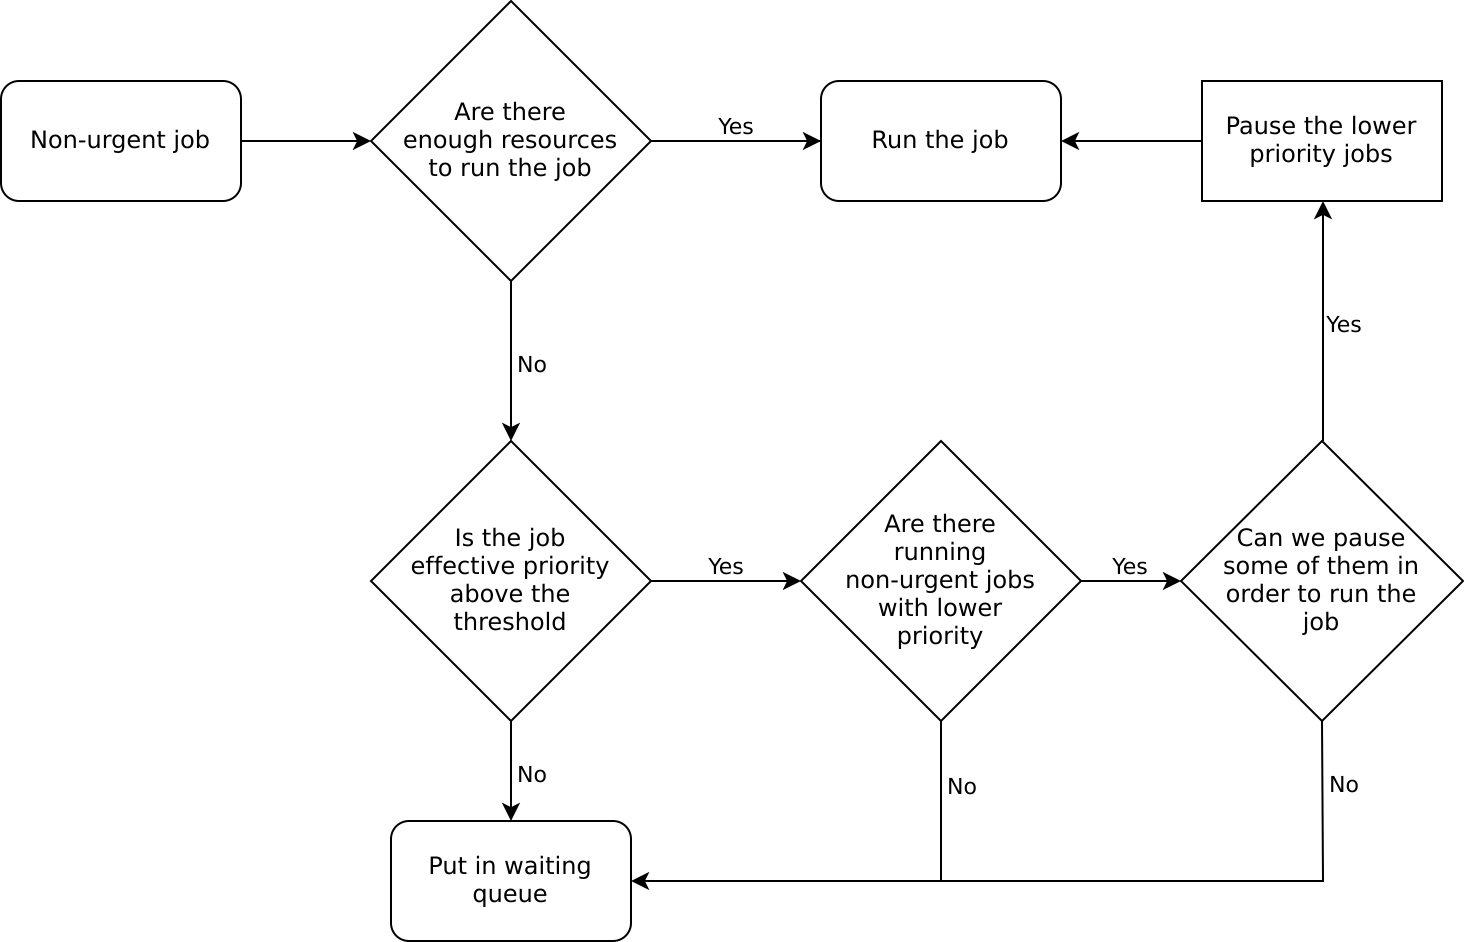 Non-urgent job
Are there
enough resources
to run the job
Yes
Run the job
Pause the lower
priority jobs
No
Yes
Is the job
effective priority
above the
threshold
Yes
Are there
running
non-urgent jobs
with lower
priority
Yes
Can we pause
some of them in
order to run the
job
No
No
No
Put in waiting
queue